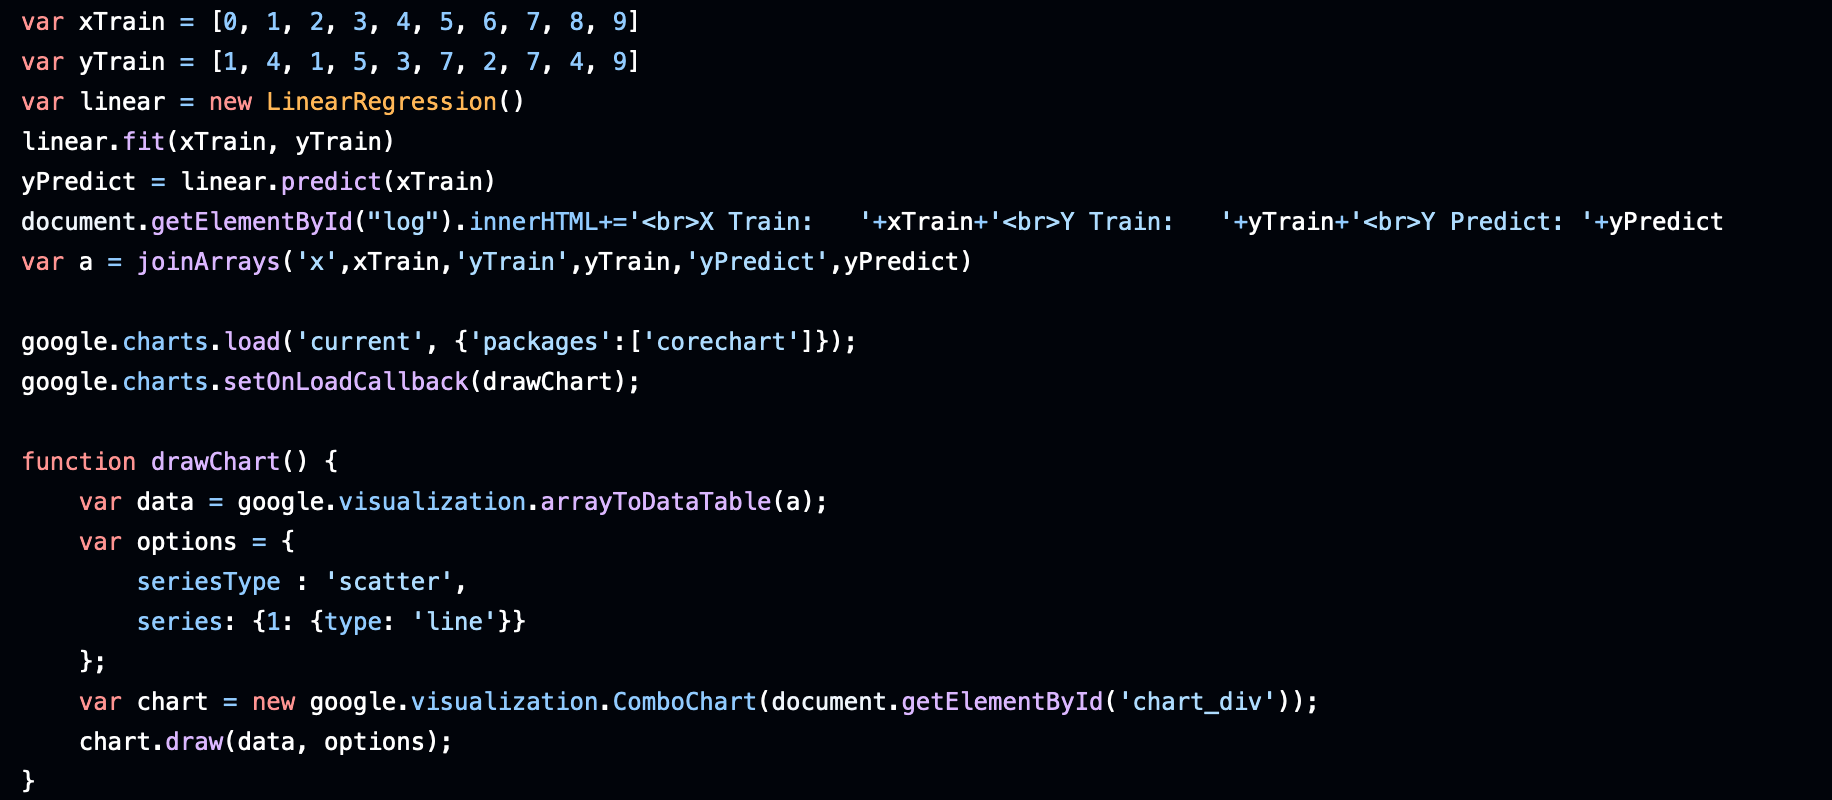 var xTrain = [0, 1, 2, 3, 4, 5, 6, 7, 8, 9]
var yTrain = [1, 4, 1, 5, 3, 7, 2, 7, 4, 9]
var linear = new LinearRegression()
linear.fit(xTrain, yTrain)
yPredict = linear.predict(xTrain)
document.getElementById("log").innerHTML+='<br>X Train:   '+xTrain+'<br>Y Train:   '+yTrain+'<br>Y Predict: '+yPredict
var a = joinArrays('x',xTrain,'yTrain',yTrain,'yPredict',yPredict)

google.charts.load('current', {'packages':['corechart']});
google.charts.setOnLoadCallback(drawChart);

function drawChart() {
    var data = google.visualization.arrayToDataTable(a);
    var options = {
        seriesType : 'scatter',
        series: {1: {type: 'line'}}
    };
    var chart = new google.visualization.ComboChart(document.getElementById('chart_div'));
    chart.draw(data, options);
}